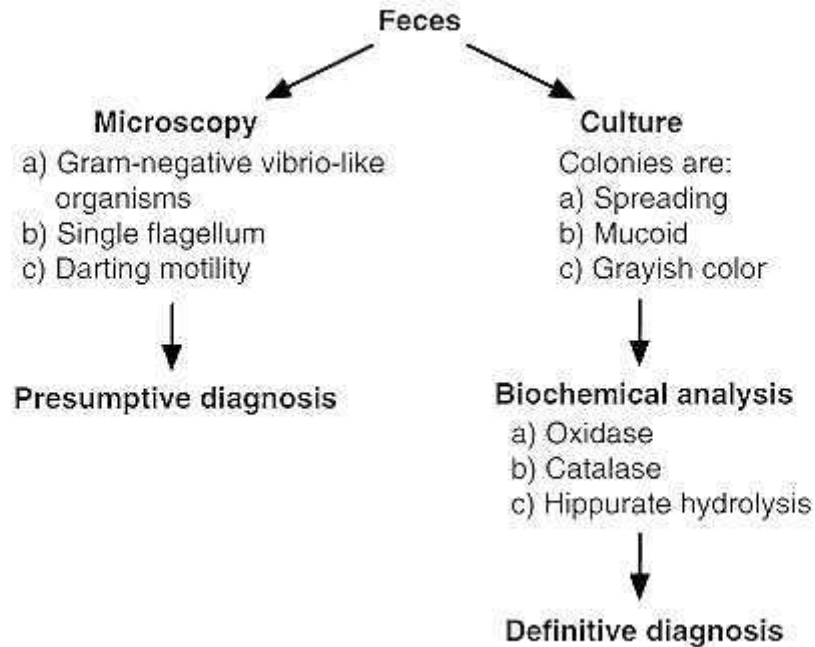 Feces
Microscopy
a) Gram-negative vibrio-like
organisms
b) Single flagellum
c) Darting motility
Presumptive diagnosis
Culture
Colonies are:
a) Spreading
b) Mucoid
c) Grayish color
Biochemical analysis
a) Oxidase
b) Catalase
c) Hippurate hydrolysis
Definitive diagnosis